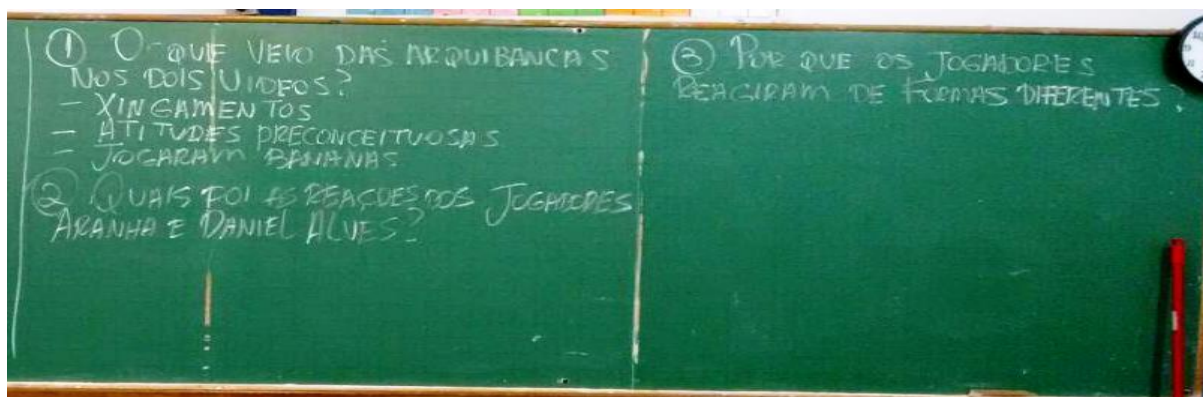 ① O QUE VEIO DAS ARQUIBANCAS
NOS DOIS VIDEOS?
- XINGAMENTOS
- ATITUDES PRECONCEITUOSAS
- JOGARAM BANANAS
② QUAIS FOI AS REAÇÕES DOS JOGADORES
ARANHA E DANIEL ALVES?
③ POR QUE OS JOGADORES
REAGIRAM DE FORMAS DIFERENTES?